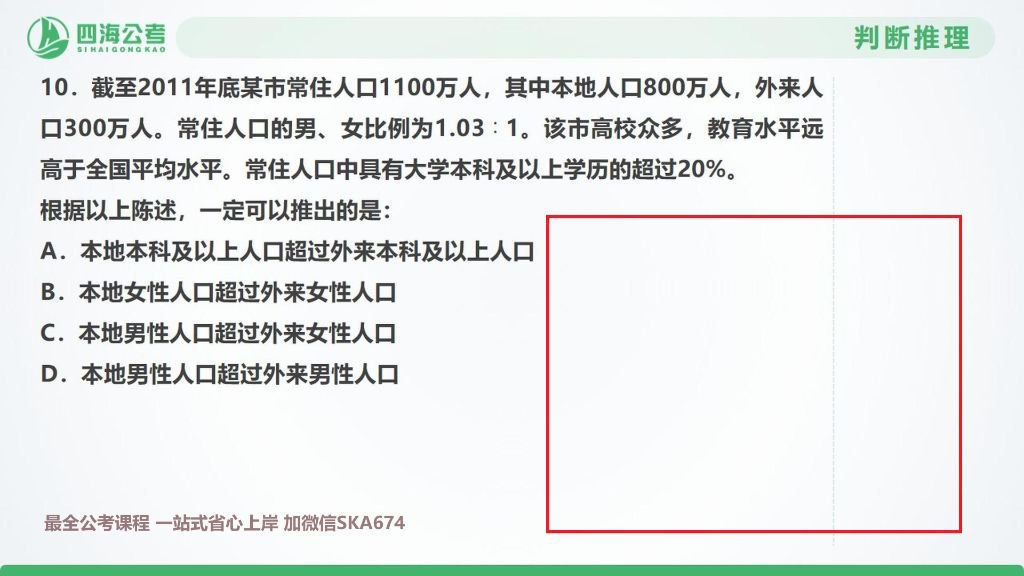 四海公考
SIHAIGONGKAO
判断推理
10．截至2011年底某市常住人口1100万人，其中本地人口800万人，外来人
口300万人。常住人口的男、女比例为1.03∶1。该市高校众多，教育水平远
高于全国平均水平。常住人口中具有大学本科及以上学历的超过20%。
根据以上陈述，一定可以推出的是：
A．本地本科及以上人口超过外来本科及以上人口
B．本地女性人口超过外来女性人口
C．本地男性人口超过外来女性人口
D．本地男性人口超过外来男性人口
最全公考课程 一站式省心上岸 加微信SKA674